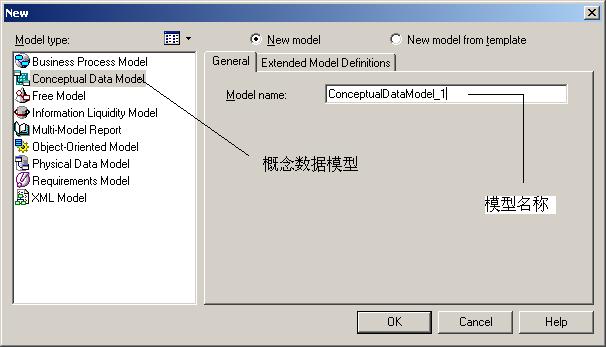 New
Model type:
New model
New model from template
Business Process Model
Conceptual Data Model
Free Model
Information Liquidity Model
Multi-Model Report
Object-Oriented Model
Physical Data Model
Requirements Model
XML Model
General
Extended Model Definitions
Model name:
ConceptualDataModel_1
概念数据模型
模型名称
OK
Cancel
Help